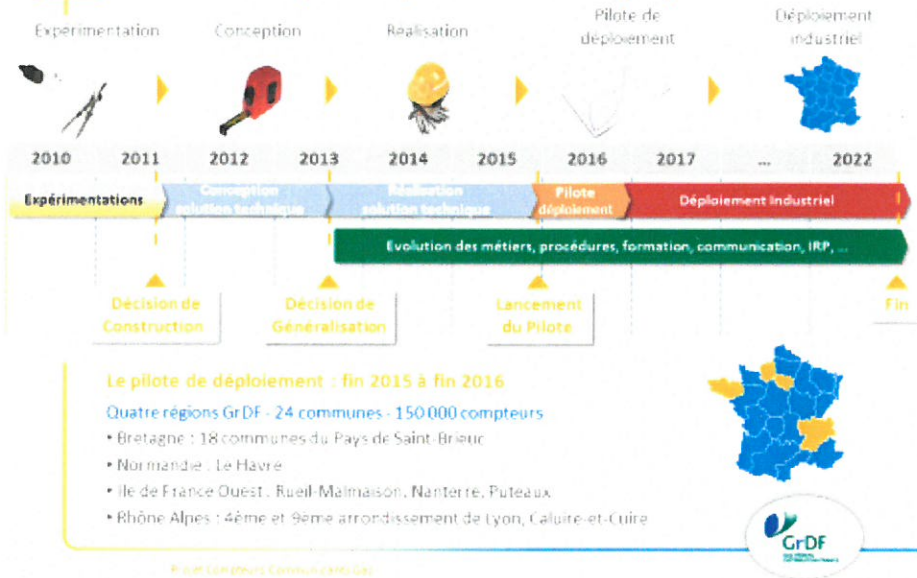 Expérimentation
Conception
Réalisation
Pilote de
déploiement
Déploiement
industriel
2010 2011 2012 2013 2014 2015 2016 2017 ... 2022
Expérimentations
Conception
solution technique
Réalisation
solution technique
Pilote
déploiement
Déploiement Industriel
Evolution des métiers, procédures, formation, communication, IRP, ...
Décision de
Construction
Décision de
Généralisation
Lancement
du Pilote
Fin
Le pilote de déploiement : fin 2015 à fin 2016
Quatre régions GrDF - 24 communes - 150 000 compteurs
• Bretagne : 18 communes du Pays de Saint-Brieuc
• Normandie : Le Havre
• Ile de France Ouest : Rueil-Malmaison, Nanterre, Puteaux
• Rhône Alpes : 4ème et 9ème arrondissement de Lyon, Caluire-et-Cuire
GrDF